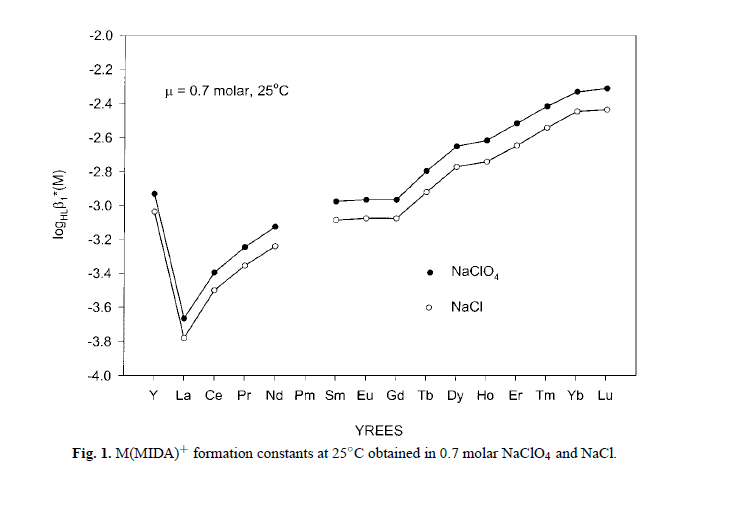 -2.0
-2.2
-2.4
-2.6
-2.8
-3.0
-3.2
-3.4
-3.6
-3.8
-4.0
log_HL β₁*(M)
μ = 0.7 molar, 25°C
NaClO₄
NaCl
Y La Ce Pr Nd Pm Sm Eu Gd Tb Dy Ho Er Tm Yb Lu
YREES
Fig. 1. M(MIDA)⁺ formation constants at 25°C obtained in 0.7 molar NaClO₄ and NaCl.